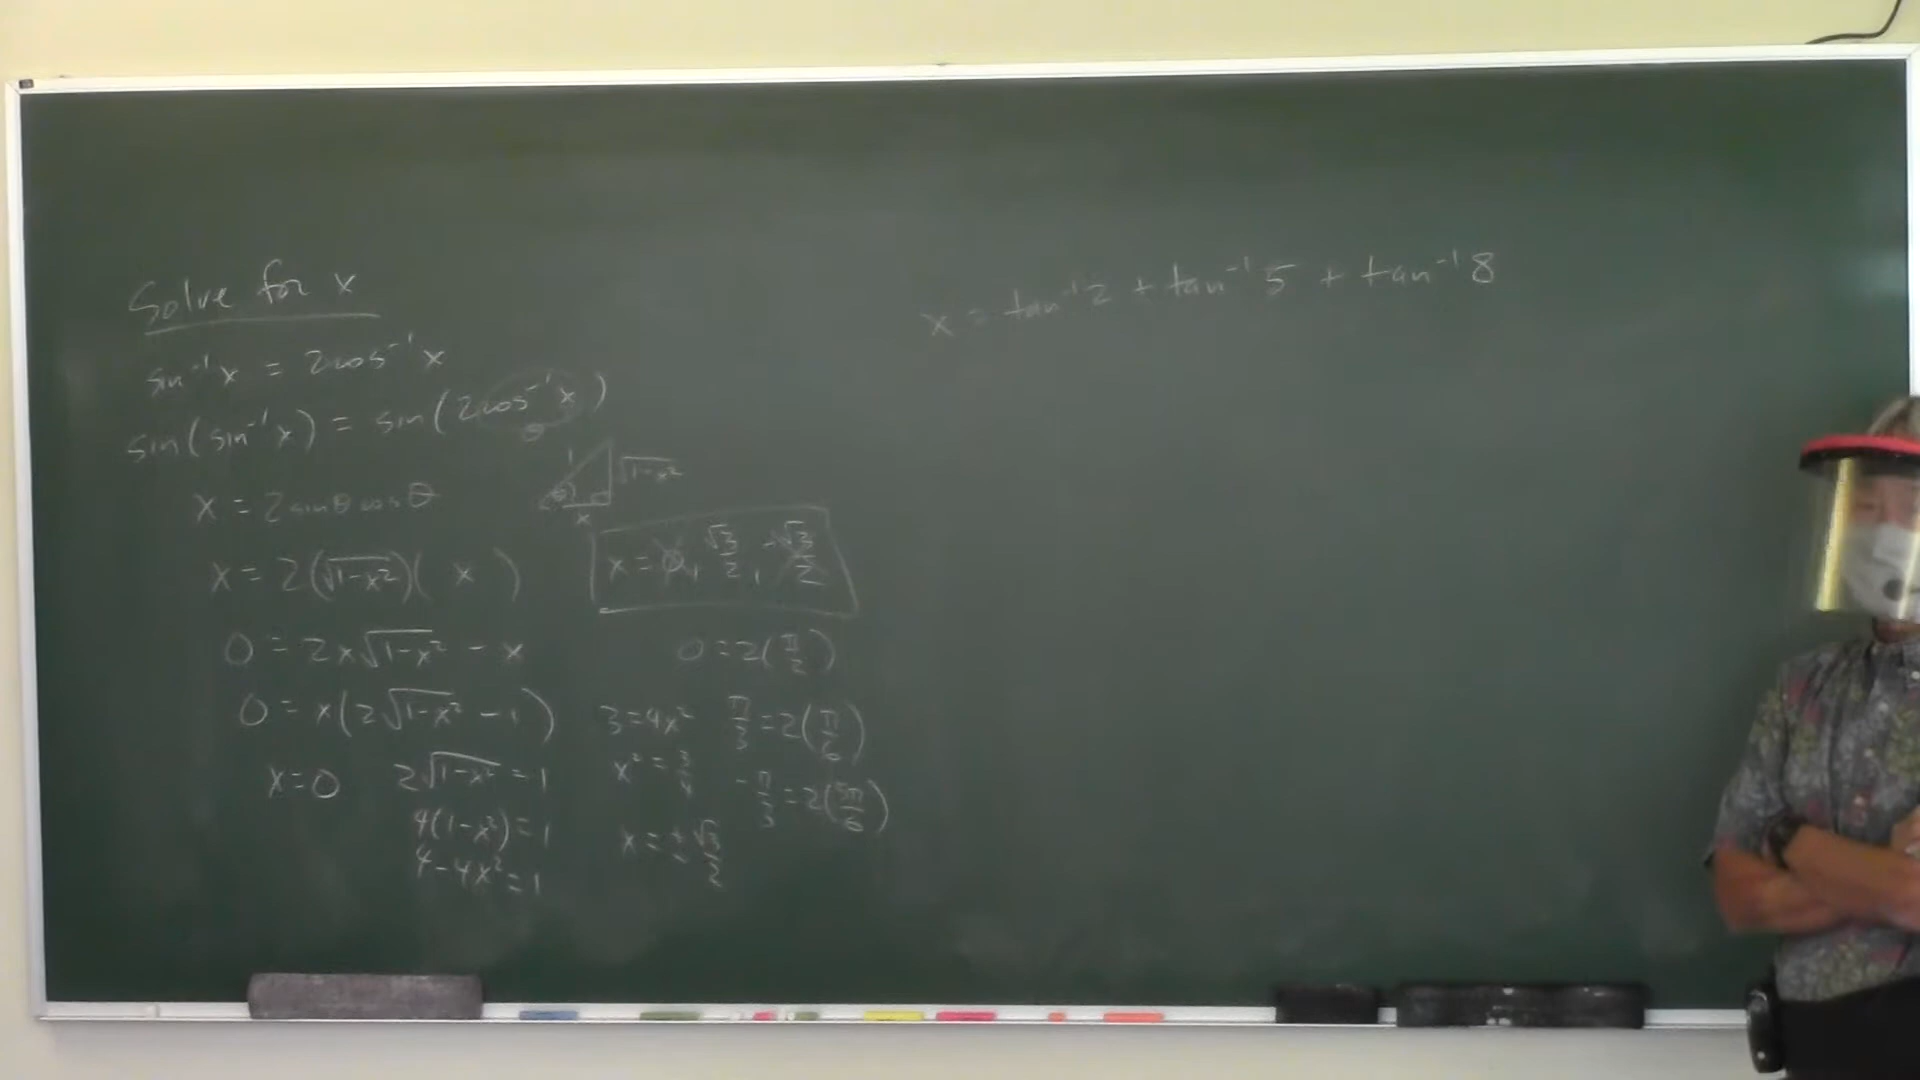 Solve for x
sin⁻¹x = 2cos⁻¹x
sin(sin⁻¹x) = sin(2cos⁻¹x)
θ
x = 2sinθcosθ
1
θ
√1-x²
x
x = 2(√1-x²)( x )
x = 0, √3/2, -√3/2
0 = 2x√1-x² - x
0 = x(2√1-x² - 1)
x=0
2√1-x² = 1
4(1-x²) = 1
4-4x² = 1
3=4x²
x² = 3/4
x = ± √3/2
0 = 2(π/2)
π/3 = 2(π/6)
-π/3 = 2(5π/6)
x = tan⁻¹2 + tan⁻¹5 + tan⁻¹8